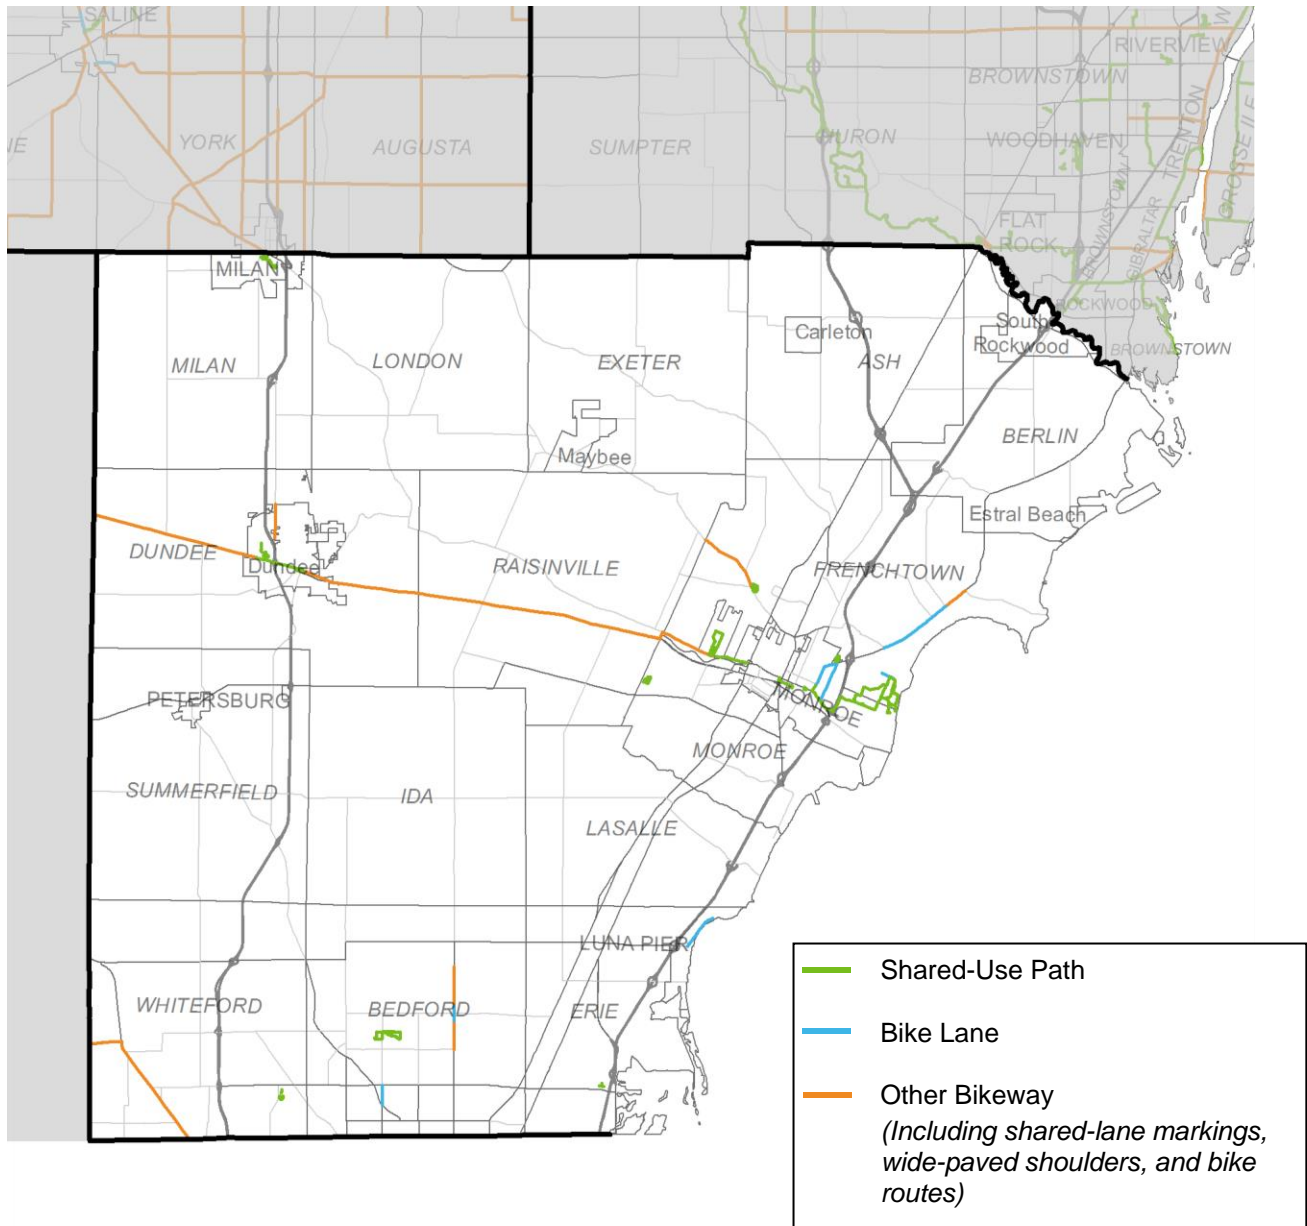 SALINE
RIVERVIEW
BROWNSTOWN
NE
YORK
AUGUSTA
SUMPTER
HURON
WOODHAVEN
TRENTON
GROSSE ILE
BROWNSTOWN
GIBRALTAR
FLAT
ROCK
MILAN
ROCKWOOD
South
Rockwood
Carleton
BROWNSTOWN
MILAN
LONDON
EXETER
ASH
BERLIN
Maybee
Estral Beach
DUNDEE
Dundee
RAISINVILLE
FRENCHTOWN
PETERSBURG
MONROE
MONROE
SUMMERFIELD
IDA
LASALLE
LUNA PIER
WHITEFORD
BEDFORD
ERIE
Shared-Use Path
Bike Lane
Other Bikeway
(Including shared-lane markings,
wide-paved shoulders, and bike
routes)